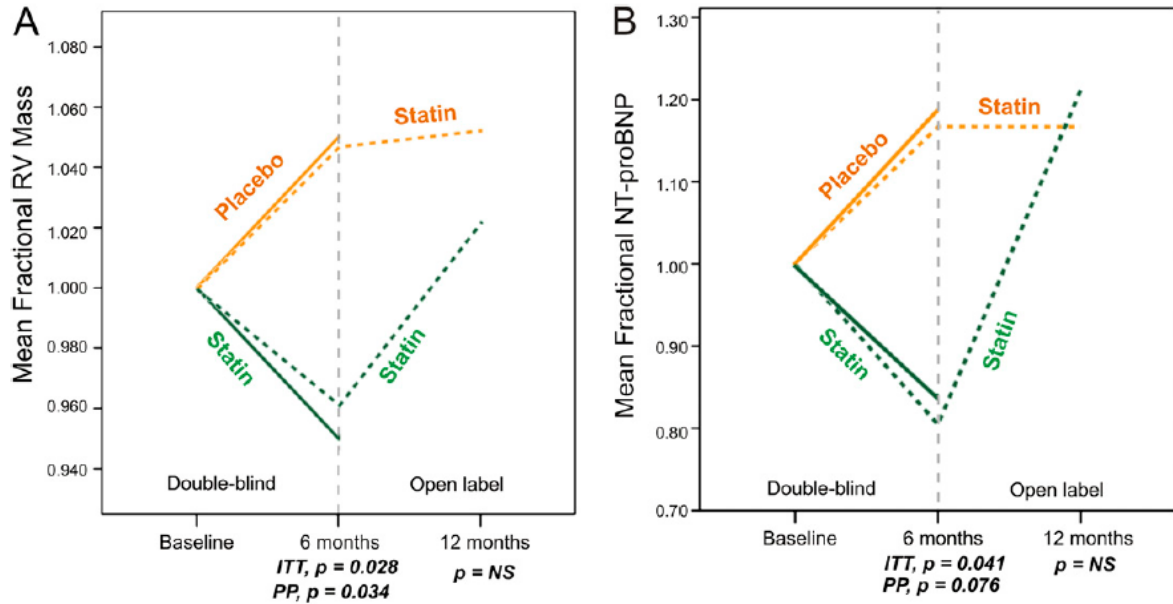 A
Mean Fractional RV Mass
1.080
1.060
1.040
1.020
1.000
0.980
0.960
0.940
Placebo
Statin
Statin
Statin
Double-blind
Open label
Baseline
6 months
12 months
ITT, p = 0.028
p = NS
PP, p = 0.034
B
Mean Fractional NT-proBNP
1.30
1.20
1.10
1.00
0.90
0.80
0.70
Placebo
Statin
Statin
Statin
Double-blind
Open label
Baseline
6 months
12 months
ITT, p = 0.041
p = NS
PP, p = 0.076